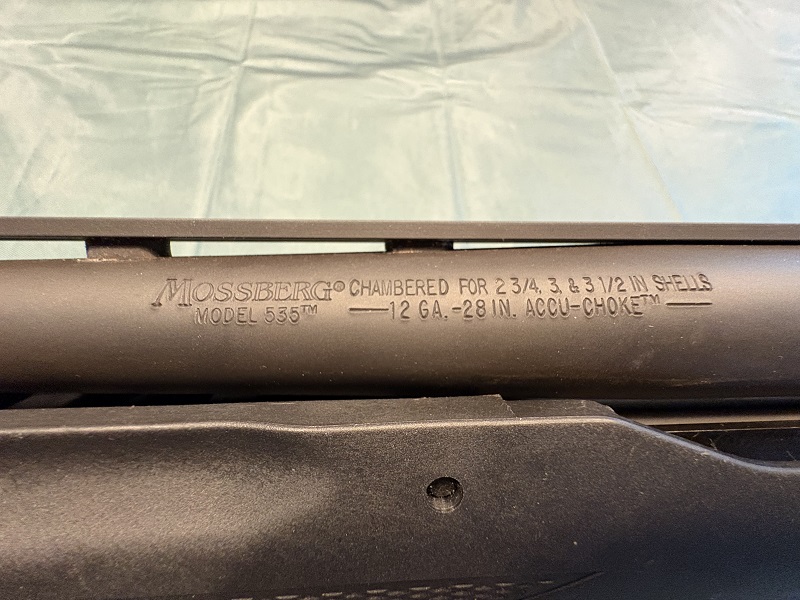 MOSSBERG® CHAMBERED FOR 2 3/4, 3, & 3 1/2 IN SHELLS
MODEL 535™ 12 GA.-28 IN. ACCU-CHOKE™